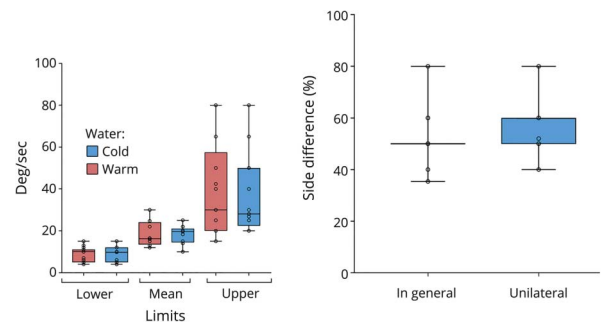 Deg/sec
100
80
60
40
20
0
Water:
Cold
Warm
Lower
Mean
Upper
Limits
Side difference (%)
100
80
60
40
20
0
In general
Unilateral